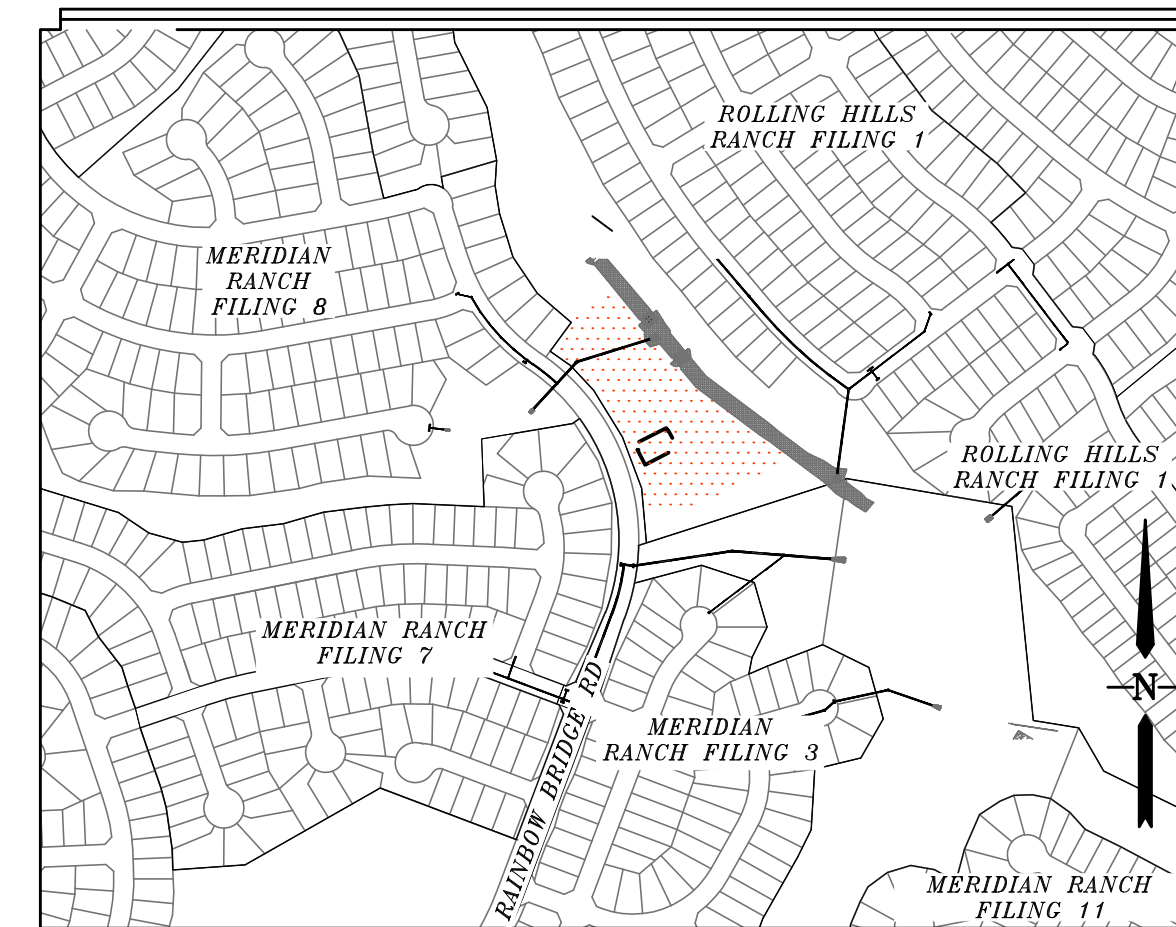 ROLLING HILLS
RANCH FILING 1
MERIDIAN
RANCH
FILING 8
ROLLING HILLS
RANCH FILING 1
MERIDIAN RANCH
FILING 7
N
MERIDIAN
RANCH FILING 3
RAINBOW BRIDGE RD
MERIDIAN RANCH
FILING 11